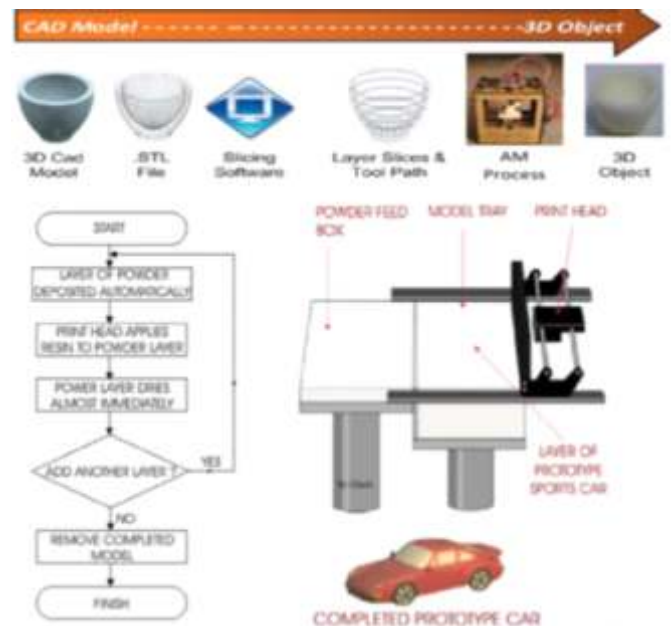 CAD Model
3D Object
3D Cad
Model
.STL
File
Slicing
Software
Layer Slices &
Tool Path
AM
Process
3D
Object
START
LAYER OF POWDER
DEPOSITED AUTOMATICALLY
PRINT HEAD APPLIES
RESIN TO POWDER LAYER
POWER LAYER DRIES
ALMOST IMMEDIATELY
ADD ANOTHER LAYER ?
YES
NO
REMOVE COMPLETED
MODEL
FINISH
POWDER FEED
BOX
MODEL TRAY
PRINT HEAD
LAYER OF
PROTOTYPE
SPORTS CAR
COMPLETED PROTOTYPE CAR